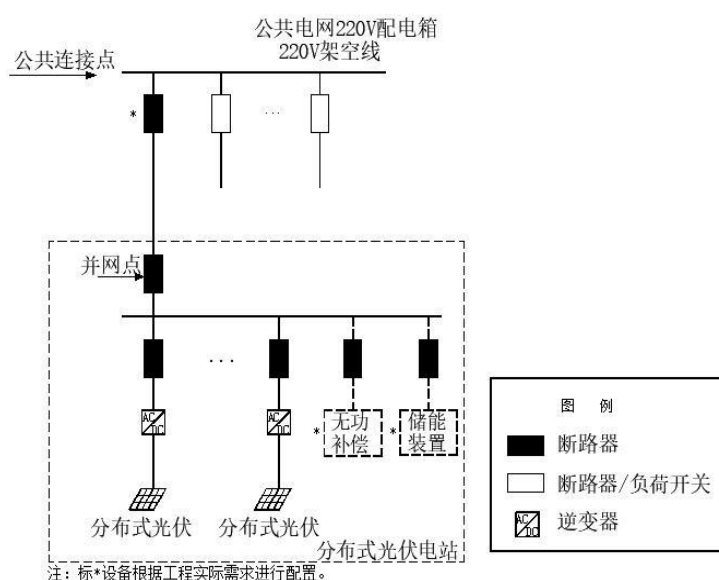 公共电网220V配电箱
220V架空线
公共连接点
*
...
并网点
...
AC
DC
AC
DC
*
无功
补偿
*
储能
装置
分布式光伏
分布式光伏
分布式光伏电站
注：标*设备根据工程实际需求进行配置。
图 例
断路器
断路器/负荷开关
AC
DC
逆变器